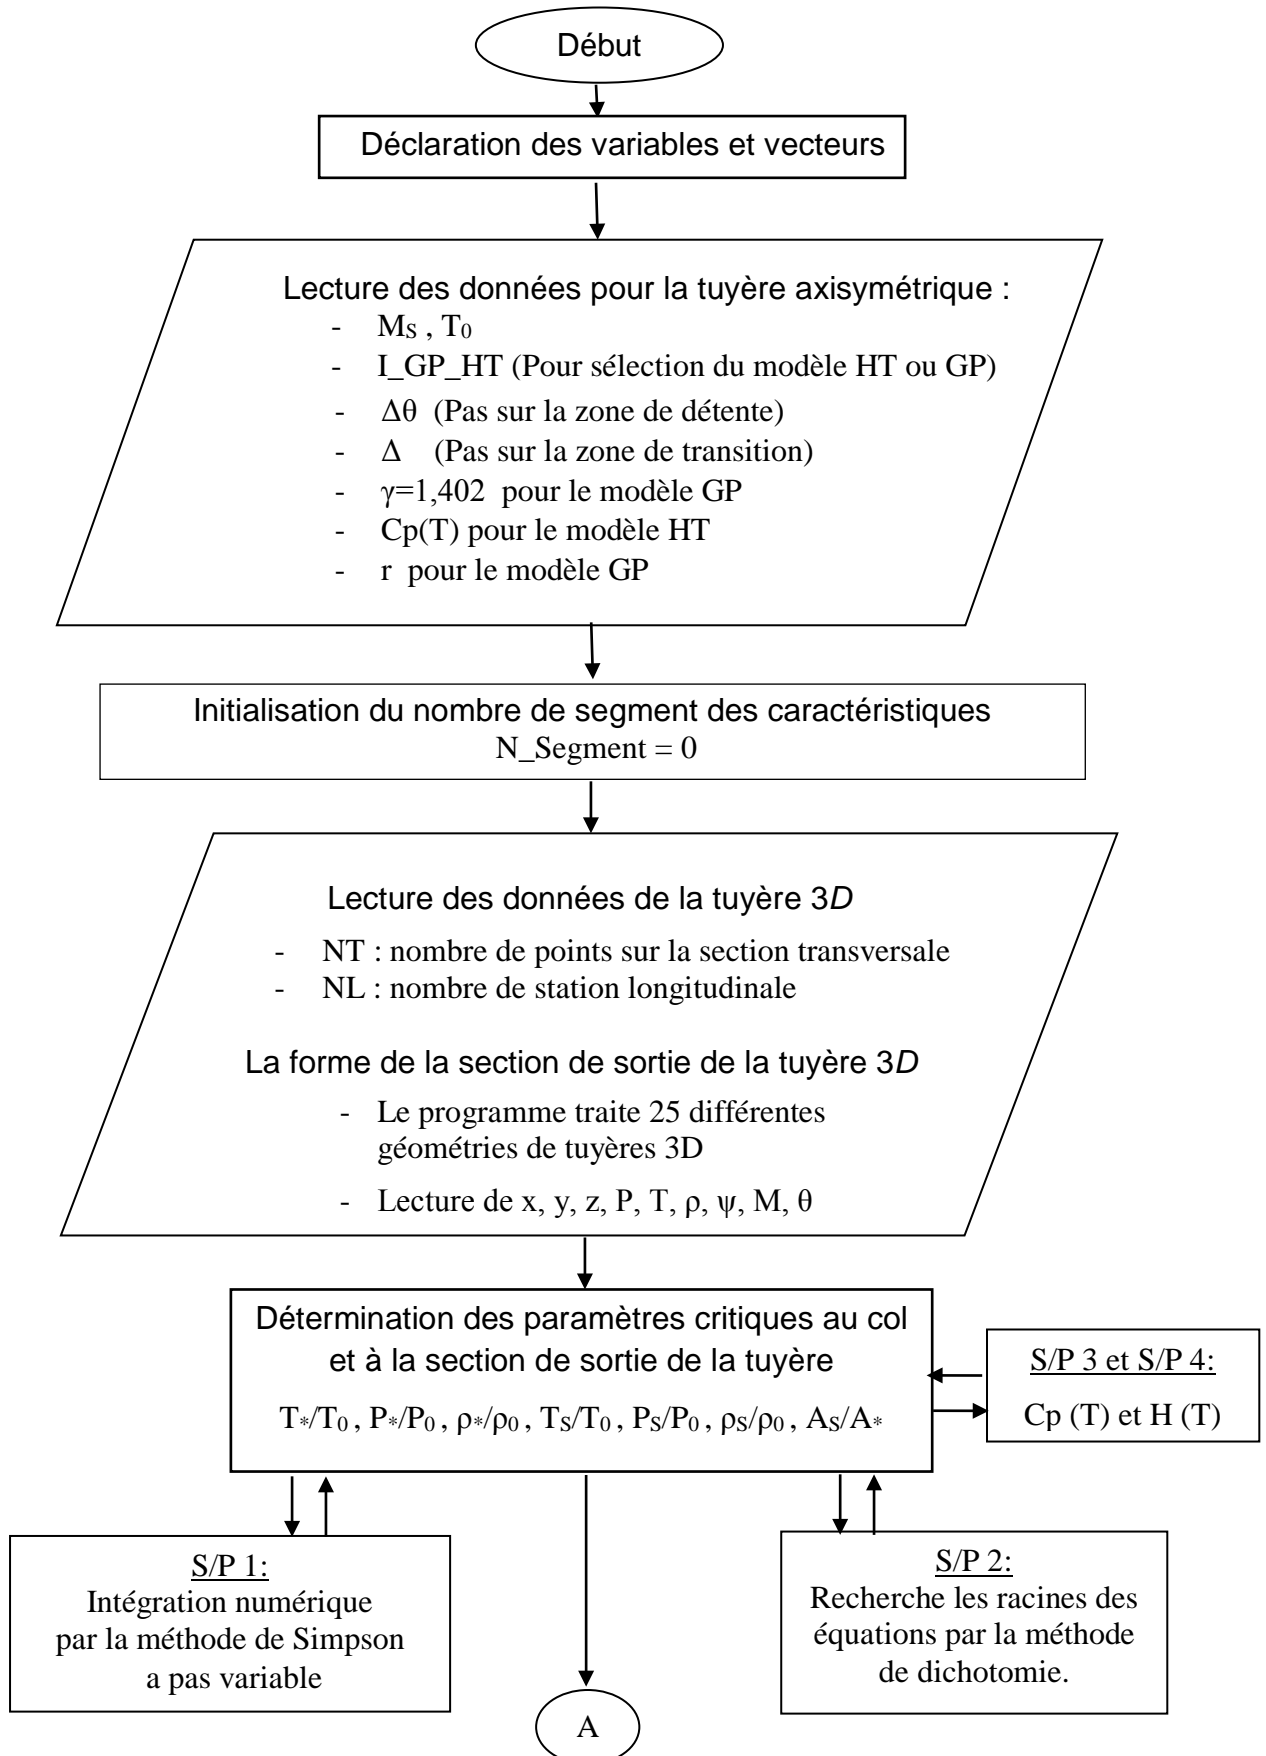 Début
Déclaration des variables et vecteurs
Lecture des données pour la tuyère axisymétrique :
- MS , T0
- I_GP_HT (Pour sélection du modèle HT ou GP)
- Δθ (Pas sur la zone de détente)
- Δ (Pas sur la zone de transition)
- γ=1,402 pour le modèle GP
- Cp(T) pour le modèle HT
- r pour le modèle GP
Initialisation du nombre de segment des caractéristiques
N_Segment = 0
Lecture des données de la tuyère 3D
- NT : nombre de points sur la section transversale
- NL : nombre de station longitudinale
La forme de la section de sortie de la tuyère 3D
- Le programme traite 25 différentes
géométries de tuyères 3D
- Lecture de x, y, z, P, T, ρ, ψ, M, θ
Détermination des paramètres critiques au col
et à la section de sortie de la tuyère
T*/T0 , P*/P0 , ρ*/ρ0 , TS/T0 , PS/P0 , ρS/ρ0 , AS/A*
S/P 3 et S/P 4:
Cp (T) et H (T)
S/P 1:
Intégration numérique
par la méthode de Simpson
a pas variable
S/P 2:
Recherche les racines des
équations par la méthode
de dichotomie.
A